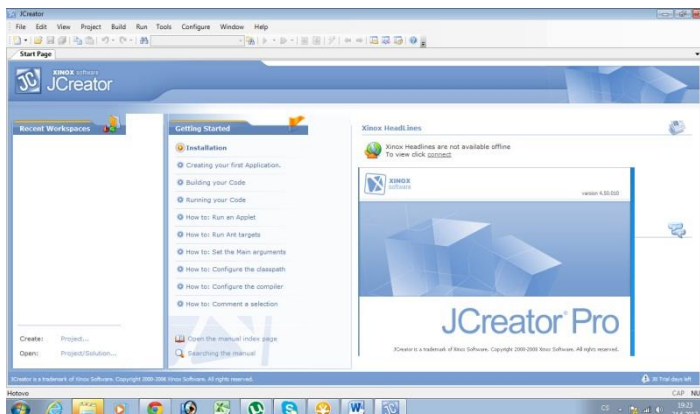 JCreator
File Edit View Project Build Run Tools Configure Window Help
Start Page
XINOX software
JCreator
Recent Workspaces
Getting Started
Xinox HeadLines
Installation
Xinox Headlines are not available offline
To view click connect
Creating your first Application.
Building your Code
Running your Code
How to: Run an Applet
How to: Run Ant targets
How to: Set the Main arguments
How to: Configure the classpath
How to: Configure the compiler
How to: Comment a selection
XINOX
software
version 4.50.010
JCreator Pro
JCreator is a trademark of Xinox Software. Copyright 2000-2008 Xinox Software. All rights reserved.
Create: Project...
Open: Project/Solution...
Open the manual index page
Searching the manual
JCreator is a trademark of Xinox Software. Copyright 2000-2008 Xinox Software. All rights reserved.
30 Trial days left
Hotovo
CAP NU
CS
19:23